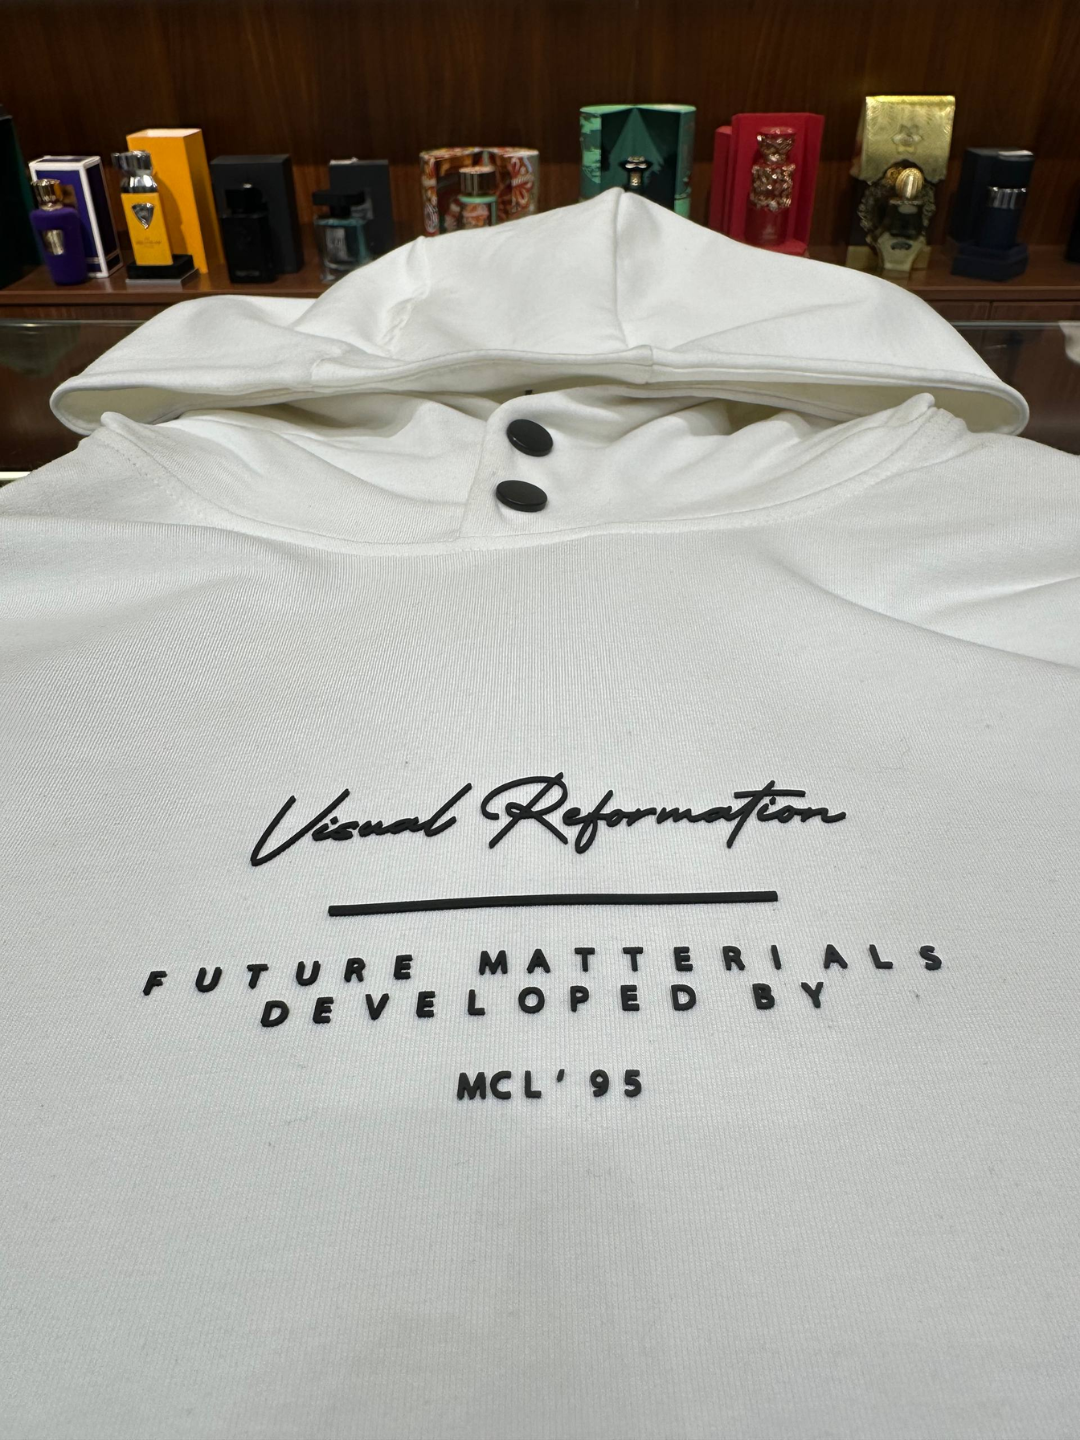 Visual Reformation
FUTURE MATTERIALS
DEVELOPED BY
MCL'95